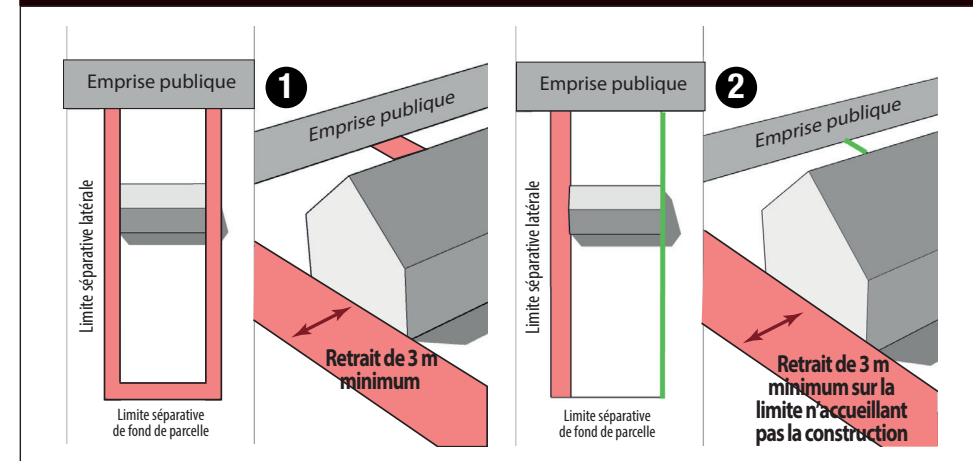 Emprise publique
1
Emprise publique
Limite séparative latérale
Retrait de 3 m
minimum
Limite séparative
de fond de parcelle
Emprise publique
2
Emprise publique
Limite séparative latérale
Retrait de 3 m
minimum sur la
limite n'accueillant
pas la construction
Limite séparative
de fond de parcelle